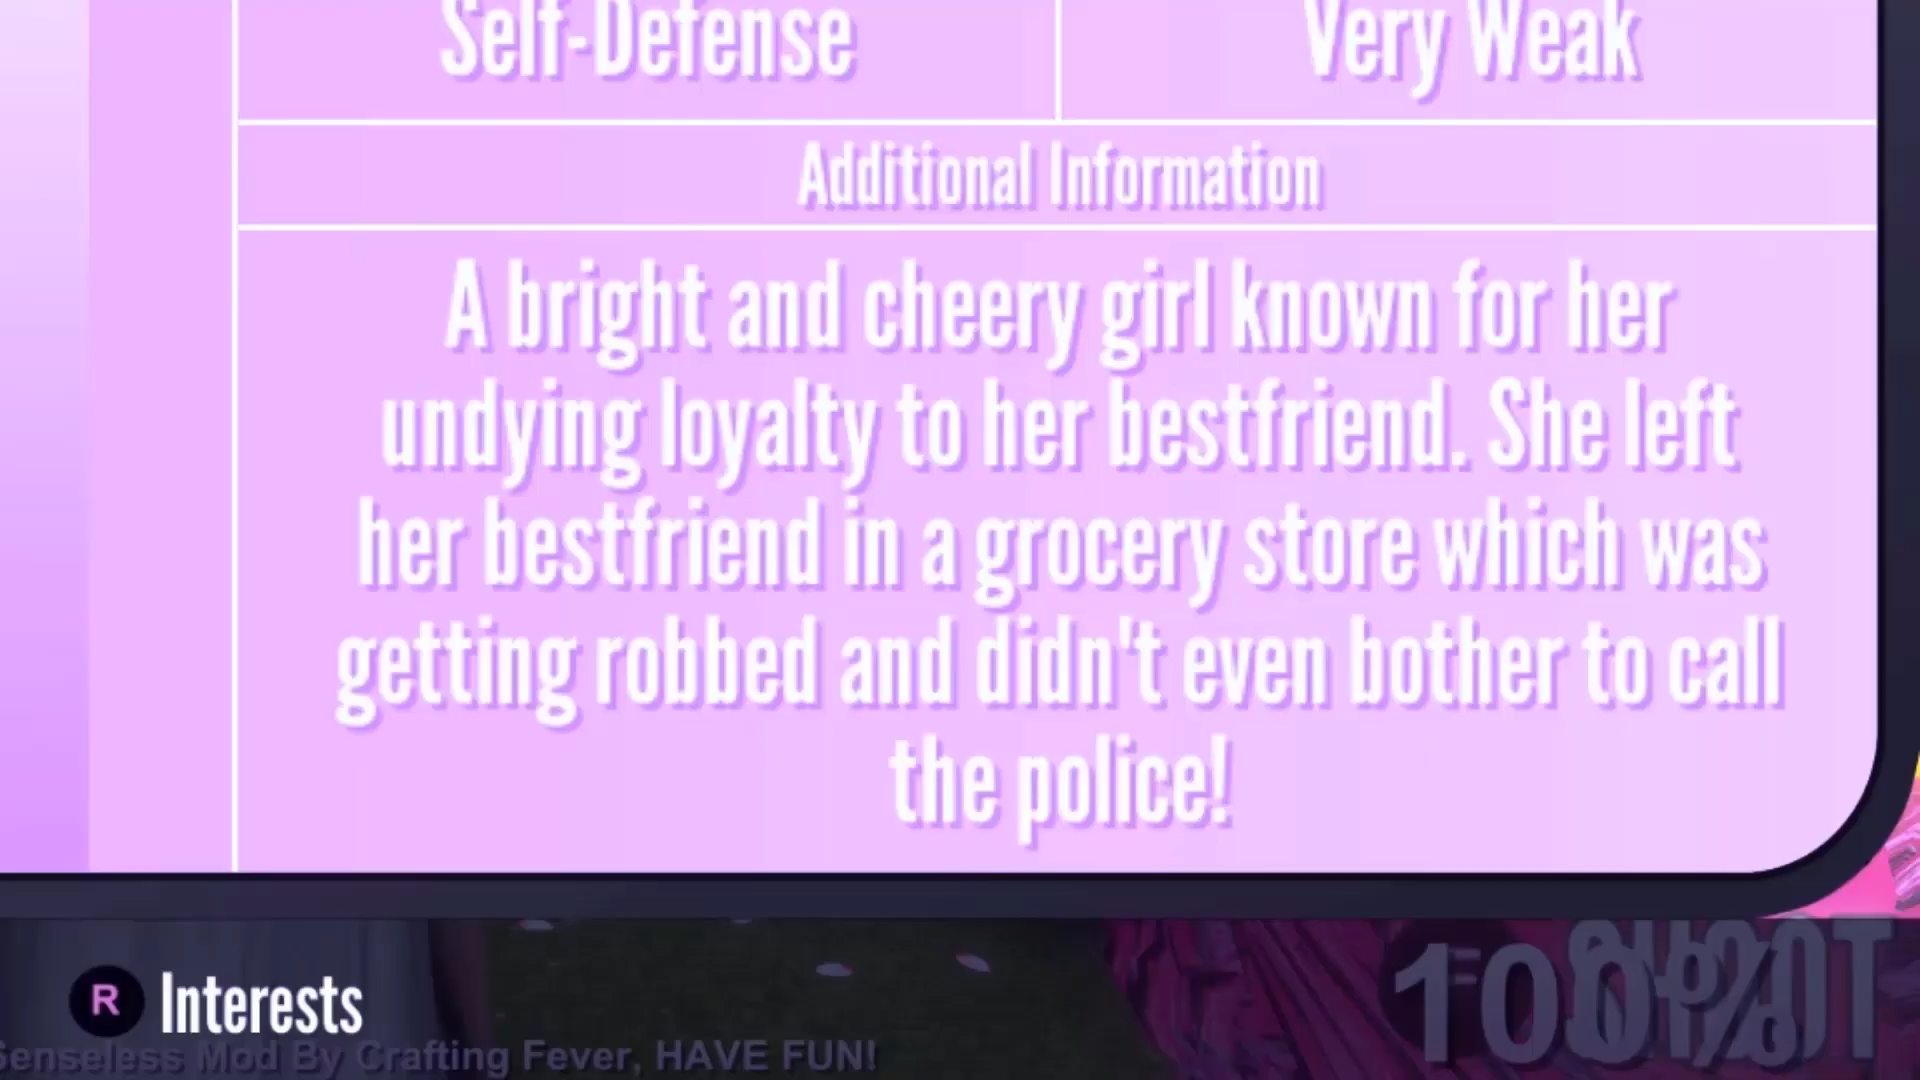 Self-Defense
Very Weak
Additional Information
A bright and cheery girl known for her
undying loyalty to her bestfriend. She left
her bestfriend in a grocery store which was
getting robbed and didn't even bother to call
the police!
R Interests
100%
Senseless Mod By Crafting Fever, HAVE FUN!